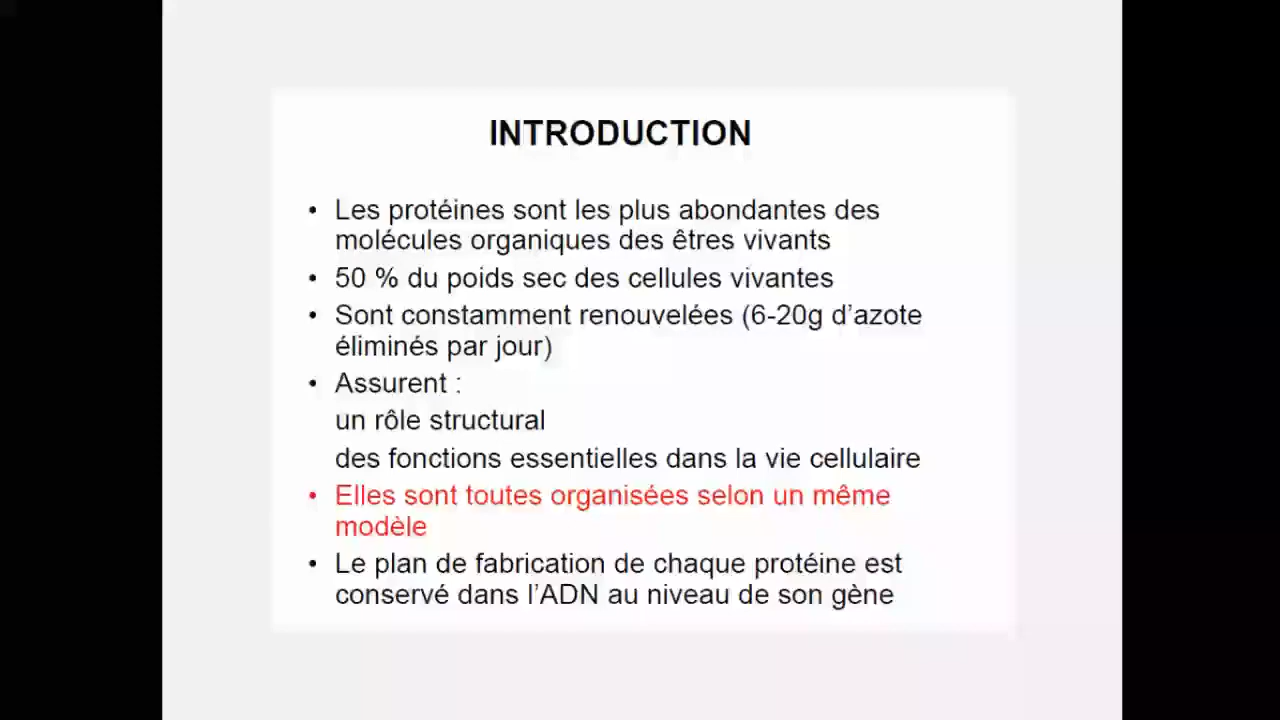 INTRODUCTION
• Les protéines sont les plus abondantes des
molécules organiques des êtres vivants
• 50 % du poids sec des cellules vivantes
• Sont constamment renouvelées (6-20g d’azote
éliminés par jour)
• Assurent :
un rôle structural
des fonctions essentielles dans la vie cellulaire
• Elles sont toutes organisées selon un même
modèle
• Le plan de fabrication de chaque protéine est
conservé dans l’ADN au niveau de son gène